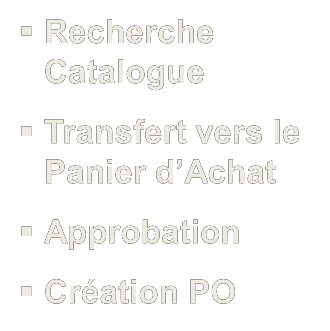 ▪ Recherche
Catalogue
▪ Transfert vers le
Panier d’Achat
▪ Approbation
▪ Création PO